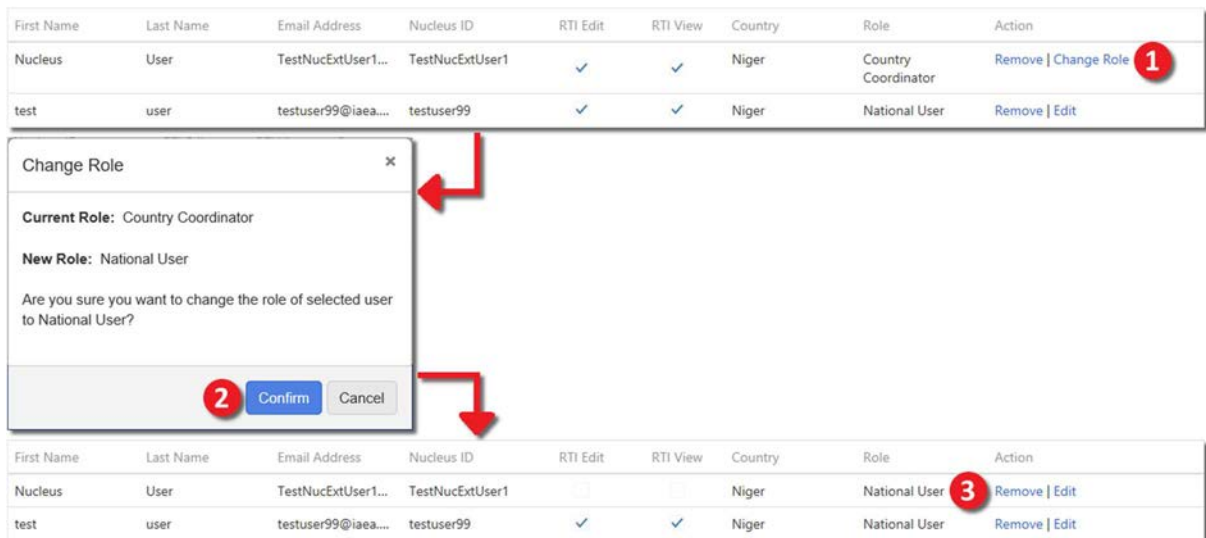 First Name Last Name Email Address Nucleus ID RTI Edit RTI View Country Role Action
Nucleus User TestNucExtUser1... TestNucExtUser1 Niger Country Coordinator Remove | Change Role 1
test user testuser99@iaea.... testuser99 Niger National User Remove | Edit
Change Role ×
Current Role: Country Coordinator
New Role: National User
Are you sure you want to change the role of selected user
to National User?
2 Confirm Cancel
First Name Last Name Email Address Nucleus ID RTI Edit RTI View Country Role Action
Nucleus User TestNucExtUser1... TestNucExtUser1 Niger National User 3 Remove | Edit
test user testuser99@iaea.... testuser99 Niger National User Remove | Edit